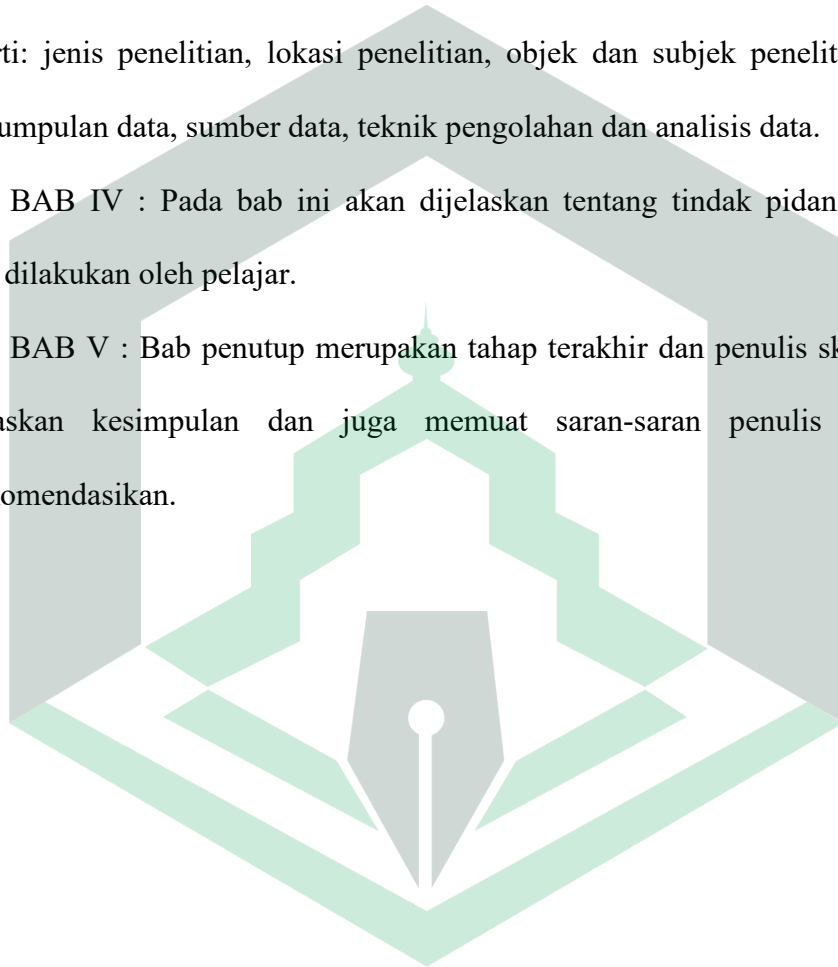 rti: jenis penelitian, lokasi penelitian, objek dan subjek penelit
umpulan data, sumber data, teknik pengolahan dan analisis data.
BAB IV : Pada bab ini akan dijelaskan tentang tindak pidan
dilakukan oleh pelajar.
BAB V : Bab penutup merupakan tahap terakhir dan penulis sk
askan kesimpulan dan juga memuat saran-saran penulis
omendasikan.